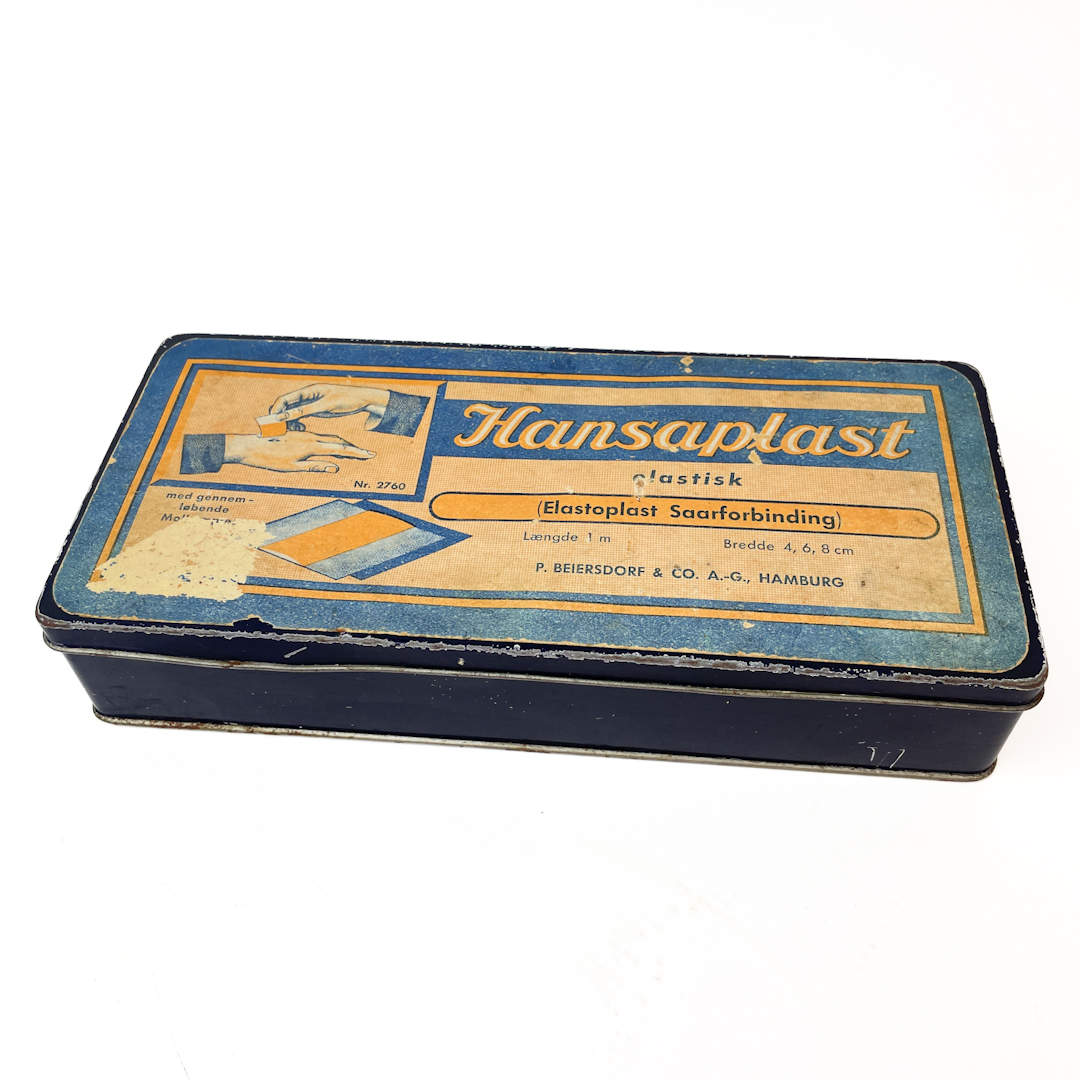 Hansaplast
elastisk
(Elastoplast Saarforbinding)
Længde 1 m
Bredde 4, 6, 8 cm
P. BEIERSDORF & CO. A.-G., HAMBURG
Nr. 2760
med gennem-
løbende